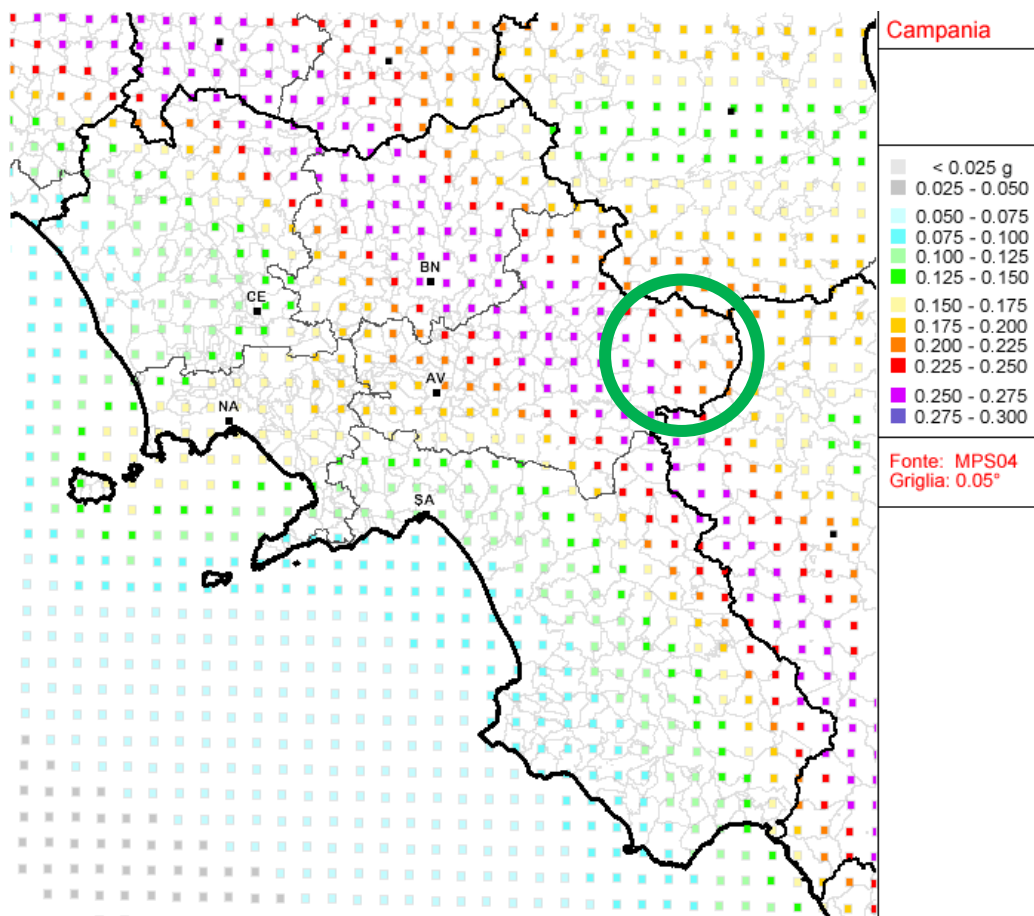 Campania
< 0.025 g
0.025 - 0.050
0.050 - 0.075
0.075 - 0.100
0.100 - 0.125
0.125 - 0.150
0.150 - 0.175
0.175 - 0.200
0.200 - 0.225
0.225 - 0.250
0.250 - 0.275
0.275 - 0.300
Fonte: MPS04
Griglia: 0.05°
BN
CE
AV
NA
SA